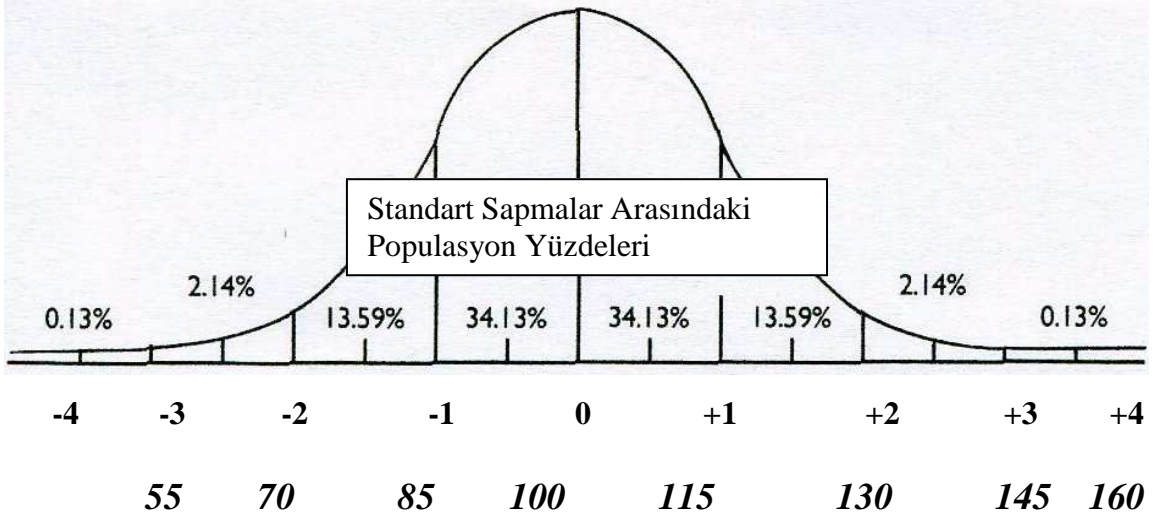 Standart Sapmalar Arasındaki
Populasyon Yüzdeleri
2.14% 2.14%
0.13% 13.59% 34.13% 34.13% 13.59% 0.13%
-4 -3 -2 -1 0 +1 +2 +3 +4
55 70 85 100 115 130 145 160